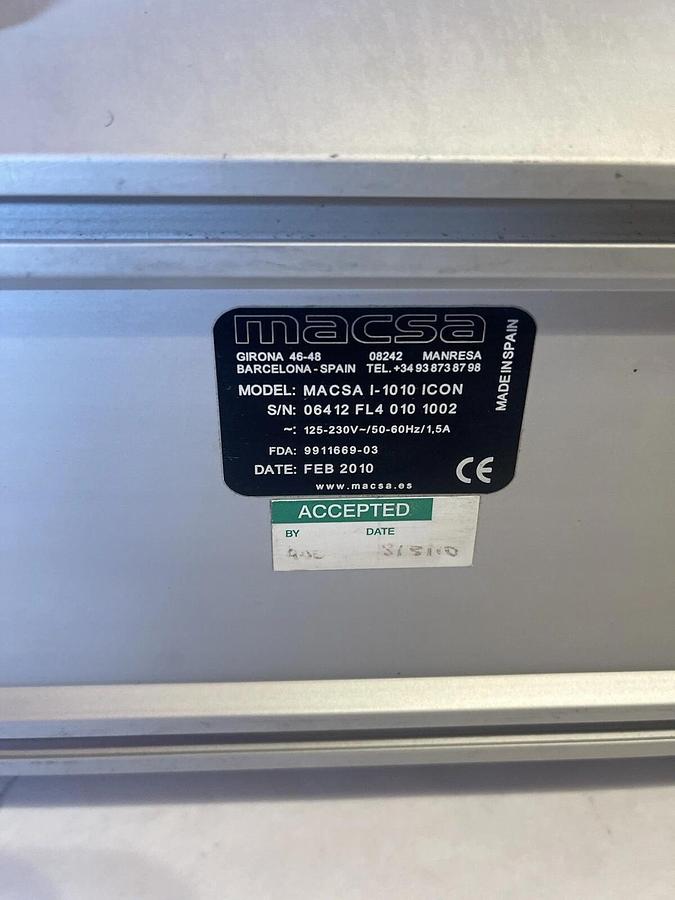 macsa
GIRONA 46-48 08242 MANRESA
BARCELONA-SPAIN TEL.+34 93 873 87 98
MODEL: MACSA I-1010 ICON
S/N: 06412 FL4 010 1002
~: 125-230V~/50-60Hz/1,5A
FDA: 9911669-03
DATE: FEB 2010
CE
www.macsa.es
MADE IN SPAIN
ACCEPTED
BY DATE